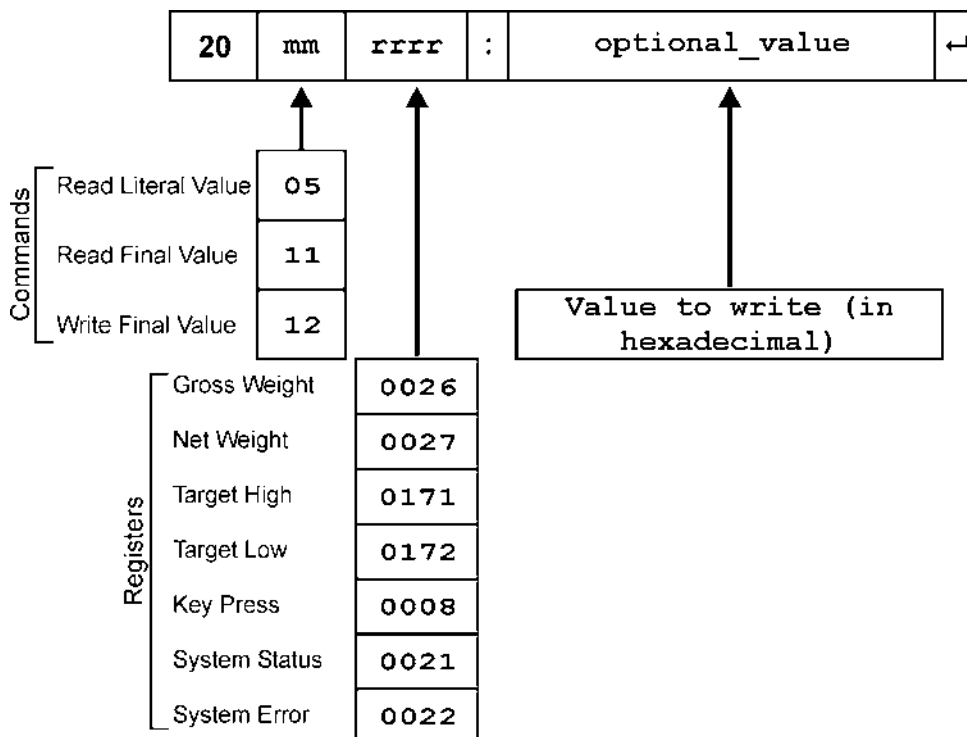 20 mm rrrr : optional_value ↵
Commands
Read Literal Value 05
Read Final Value 11
Write Final Value 12
Value to write (in
hexadecimal)
Registers
Gross Weight 0026
Net Weight 0027
Target High 0171
Target Low 0172
Key Press 0008
System Status 0021
System Error 0022